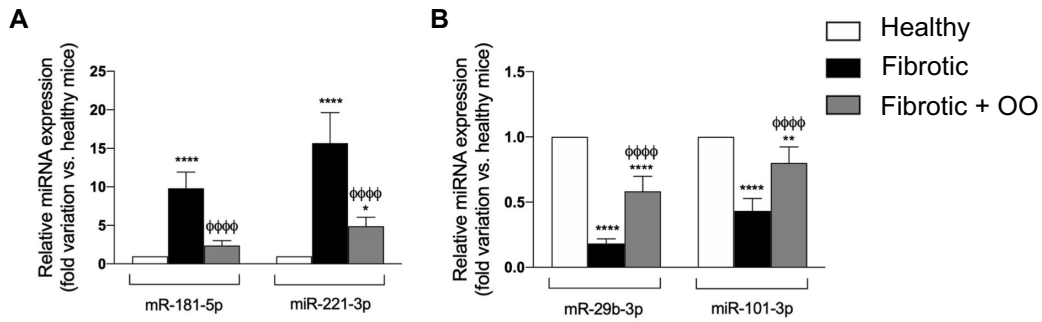 A
Relative miRNA expression
(fold variation vs. healthy mice)
25
20
15
10
5
0
****
ϕϕϕϕ
****
ϕϕϕϕ
*
mR-181-5p
miR-221-3p
B
Relative miRNA expression
(fold variation vs. healthy mice)
1.5
1.0
0.5
0.0
****
ϕϕϕϕ
****
****
ϕϕϕϕ
**
mR-29b-3p
miR-101-3p
Healthy
Fibrotic
Fibrotic + OO